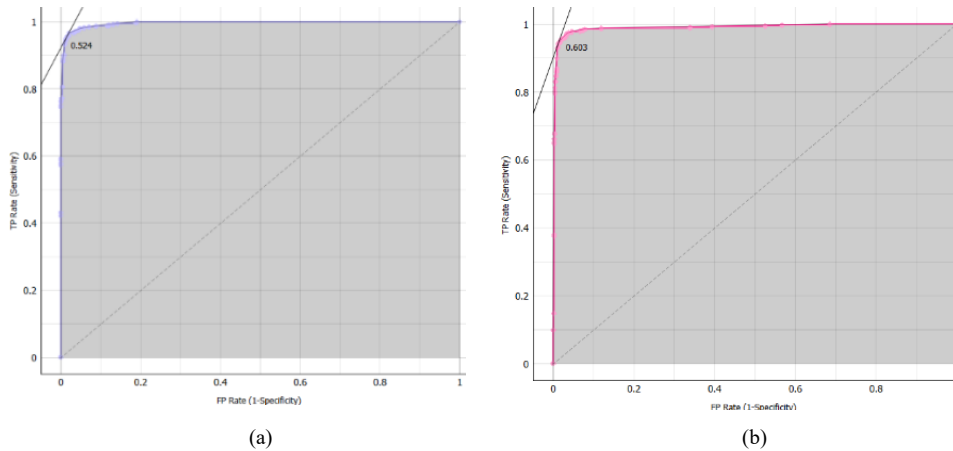 1
0.524
0.8
0.6
0.4
0.2
0
TP Rate (Sensitivity)
0 0.2 0.4 0.6 0.8 1
FP Rate (1-Specificity)
(a)
1
0.603
0.8
0.6
0.4
0.2
0
TP Rate (Sensitivity)
0 0.2 0.4 0.6 0.8
FP Rate (1-Specificity)
(b)